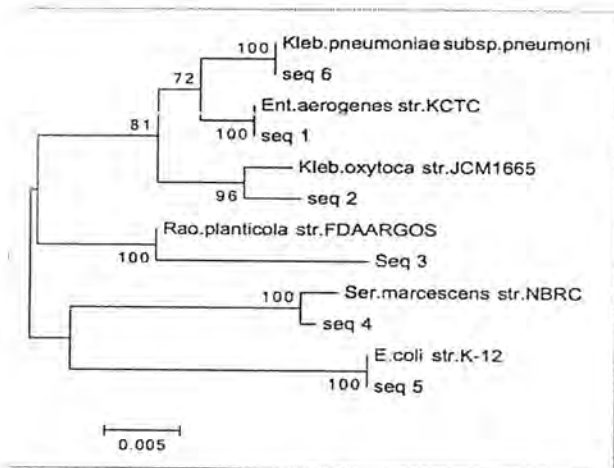 Kleb.pneumoniae subsp.pneumoni
100
seq 6
72
Ent.aerogenes str.KCTC
100
seq 1
81
Kleb.oxytoca str.JCM1665
96
seq 2
Rao.planticola str.FDAARGOS
100
Seq 3
Ser.marcescens str.NBRC
100
seq 4
E.coli str.K-12
100
seq 5
0.005